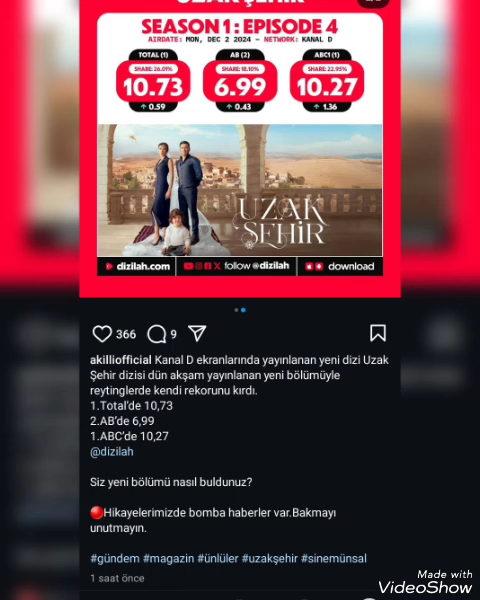 SEASON 1 : EPISODE 4
AIRDATE: MON, DEC 2 2024 – NETWORK: KANAL D
TOTAL (1) AB (2) ABC1 (1)
SHARE: 26.01% SHARE: 18.10% SHARE: 22.95%
10.73 6.99 10.27
↑ 0.59 ↑ 0.43 ↑ 1.36
UZAK
ŞEHİR
dizilah.com follow @dizilah download
366 9
akilliofficial Kanal D ekranlarında yayınlanan yeni dizi Uzak
Şehir dizisi dün akşam yayınlanan yeni bölümüyle
reytinglerde kendi rekorunu kırdı.
1.Total'de 10,73
2.AB'de 6,99
1.ABC'de 10,27
@dizilah
Siz yeni bölümü nasıl buldunuz?
🔴Hikayelerimizde bomba haberler var.Bakmayı
unutmayın.
#gündem #magazin #ünlüler #uzakşehir #sinemünsal
1 saat önce
Made with
VideoShow